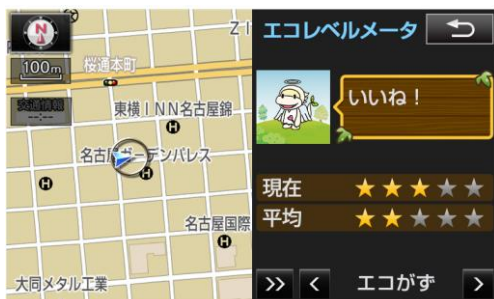 N
100m
交通情報
--:--
桜通本町
Z I
東横INN名古屋錦
H
名古屋ガーデンパレス
H
H
名古屋国際
H
大同メタル工業
エコレベルメータ
いいね！
現在 ★★★★★
平均 ★★★★★
>> < エコがず >